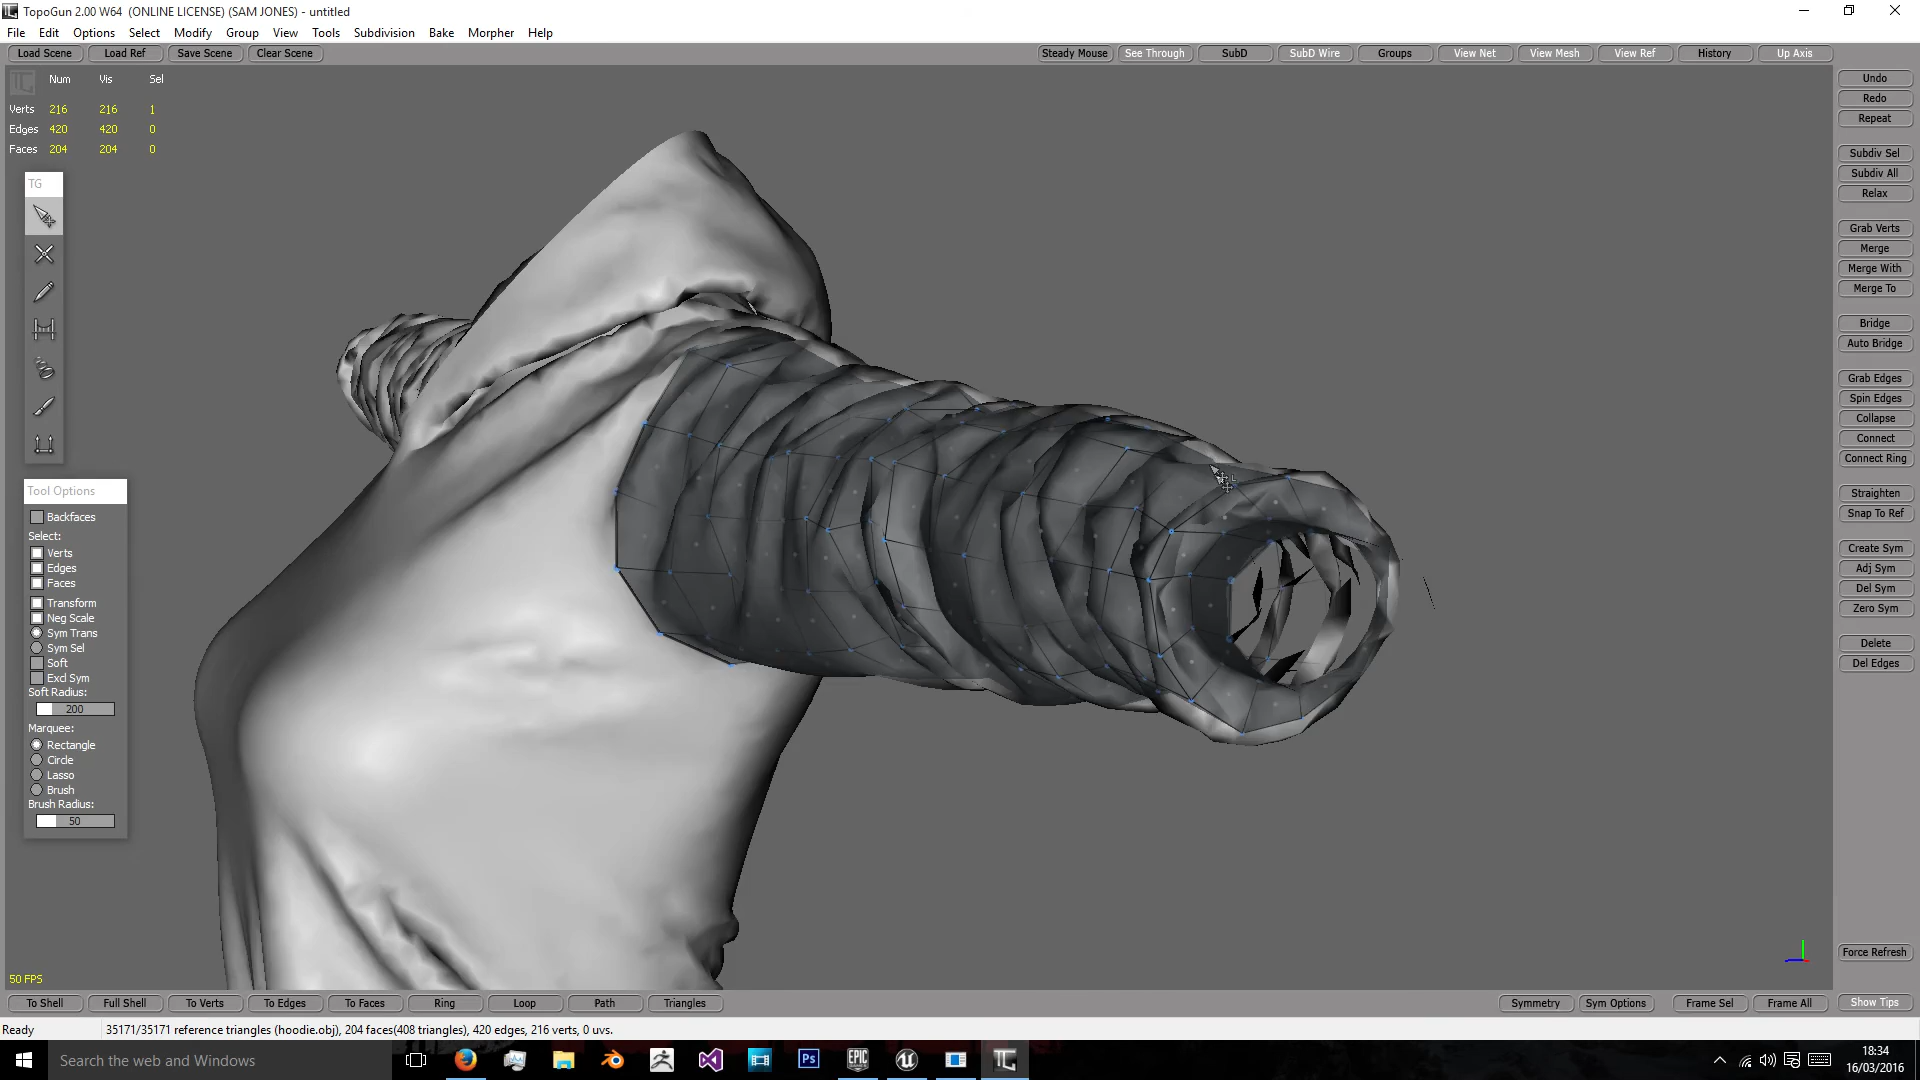 TopoGun 2.00 W64 (ONLINE LICENSE) (SAM JONES) - untitled
File Edit Options Select Modify Group View Tools Subdivision Bake Morpher Help
Load Scene Load Ref Save Scene Clear Scene Steady Mouse See Through SubD SubD Wire Groups View Net View Mesh View Ref History Up Axis
Num Vis Sel
Verts 216 216 1
Edges 420 420 0
Faces 204 204 0
TG
Tool Options
Backfaces
Select:
Verts
Edges
Faces
Transform
Neg Scale
Sym Trans
Sym Sel
Soft
Excl Sym
Soft Radius:
200
Marquee:
Rectangle
Circle
Lasso
Brush
Brush Radius:
50
Undo
Redo
Repeat
Subdiv Sel
Subdiv All
Relax
Grab Verts
Merge
Merge With
Merge To
Bridge
Auto Bridge
Grab Edges
Spin Edges
Collapse
Connect
Connect Ring
Straighten
Snap To Ref
Create Sym
Adj Sym
Del Sym
Zero Sym
Delete
Del Edges
Force Refresh
50 FPS
To Shell Full Shell To Verts To Edges To Faces Ring Loop Path Triangles Symmetry Sym Options Frame Sel Frame All Show Tips
Ready 35171/35171 reference triangles (hoodie.obj), 204 faces(408 triangles), 420 edges, 216 verts, 0 uvs.
Search the web and Windows
Ps
EPIC
GAMES
18:34
16/03/2016